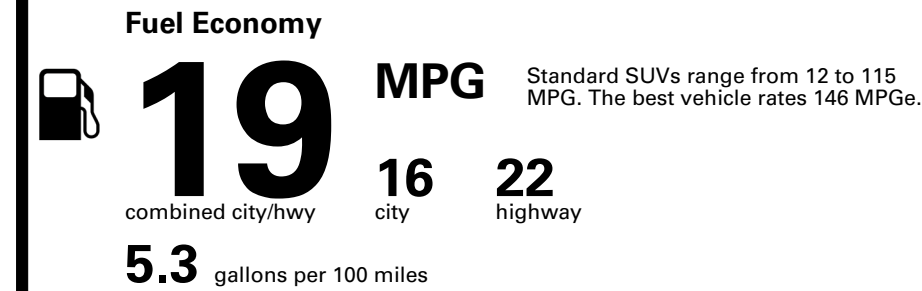 Fuel Economy
19 MPG
Standard SUVs range from 12 to 115
MPG. The best vehicle rates 146 MPGe.
16 22
combined city/hwy city highway
5.3 gallons per 100 miles